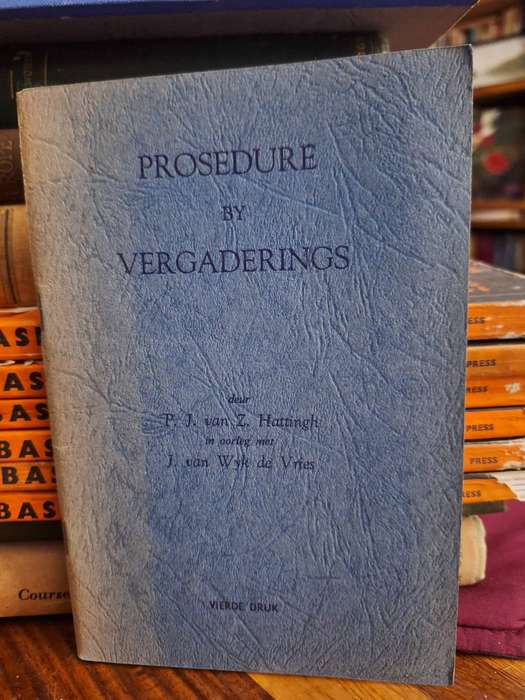 PROSEDURE
BY
VERGADERINGS
deur
P. J. van Z. Hattingh
in oorleg met
J. van Wyk de Vries
VIERDE DRUK
BAS
BAS
BAS
BAS
BAS
Course
PRESS
PRESS
PRESS
PRESS
PRESS